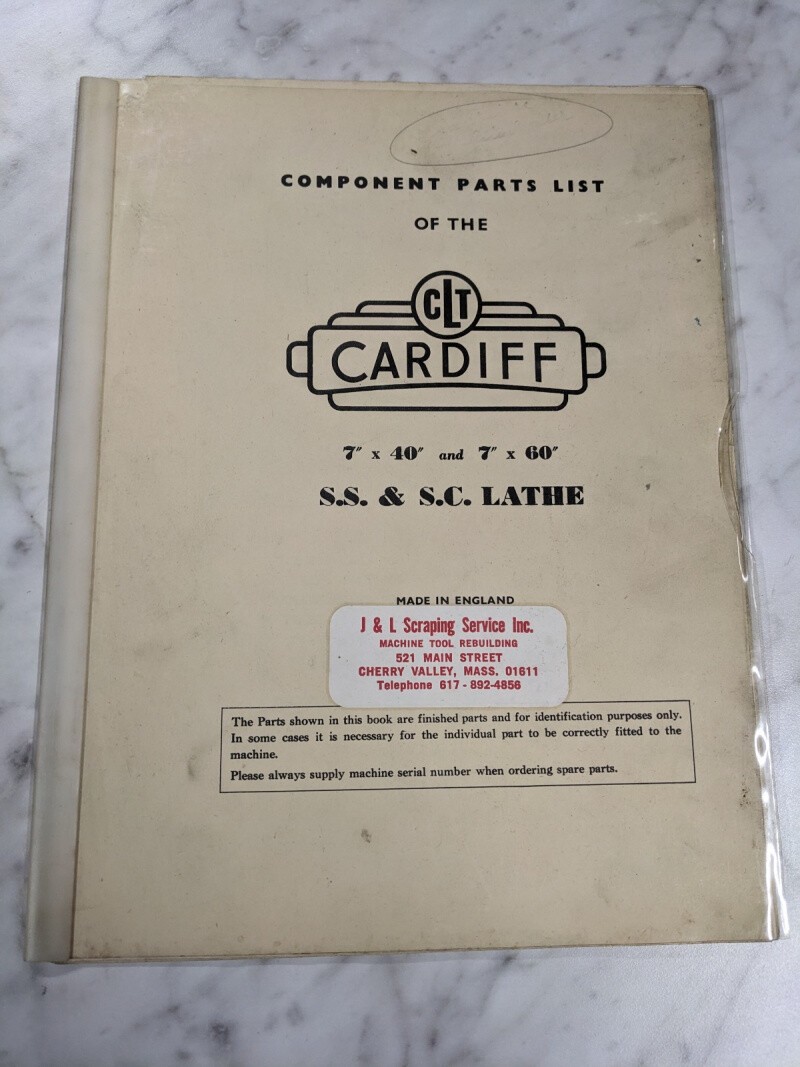 COMPONENT PARTS LIST
OF THE
CLT
CARDIFF
7" x 40" and 7" x 60"
S.S. & S.C. LATHE
MADE IN ENGLAND
J & L Scraping Service Inc.
MACHINE TOOL REBUILDING
521 MAIN STREET
CHERRY VALLEY, MASS. 01611
Telephone 617-892-4856
The Parts shown in this book are finished parts and for identification purposes only.
In some cases it is necessary for the individual part to be correctly fitted to the
machine.
Please always supply machine serial number when ordering spare parts.